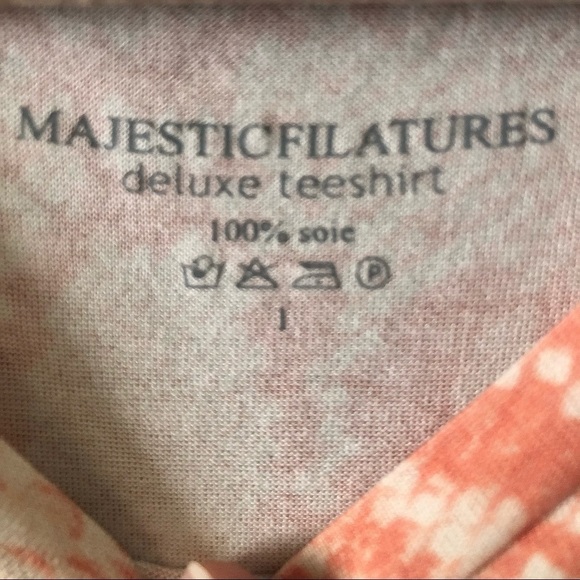 MAJESTICFILATURES
deluxe teeshirt
100% soie
P
1